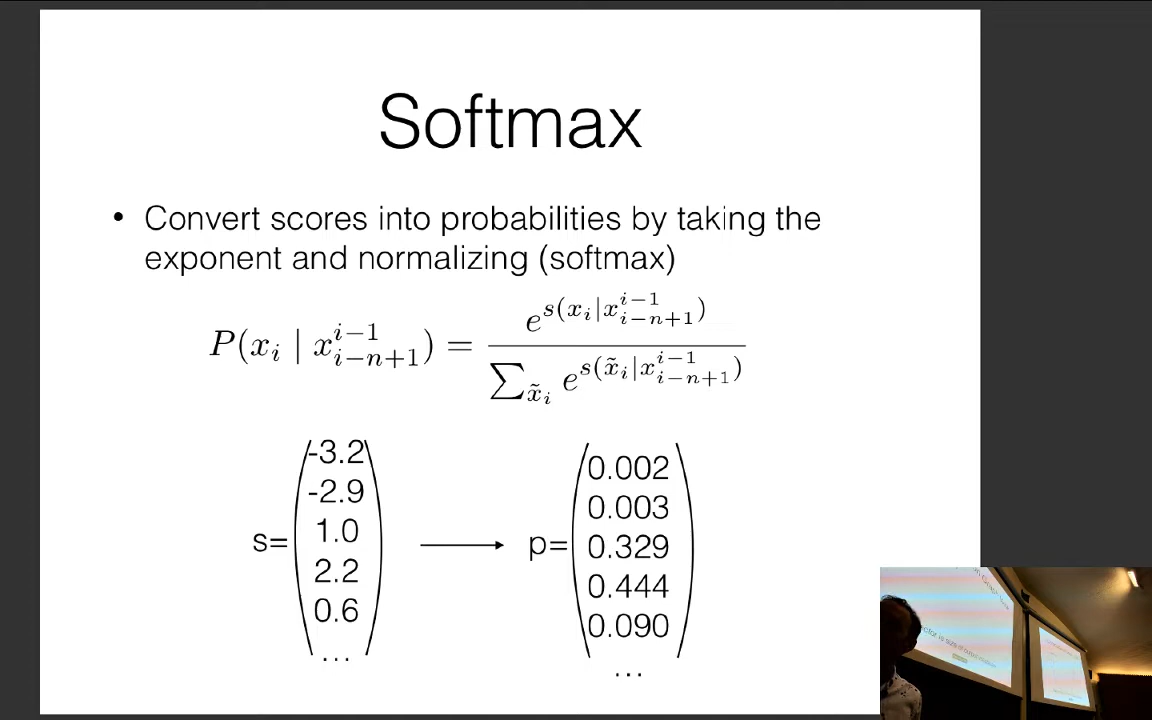 Softmax
• Convert scores into probabilities by taking the
exponent and normalizing (softmax)
P(x_i | x_{i-n+1}^{i-1}) = e^{s(x_i|x_{i-n+1}^{i-1})} / ∑_{x̃_i} e^{s(x̃_i|x_{i-n+1}^{i-1})}
s= (-3.2 -2.9 1.0 2.2 0.6 …) → p= (0.002 0.003 0.329 0.444 0.090 …)